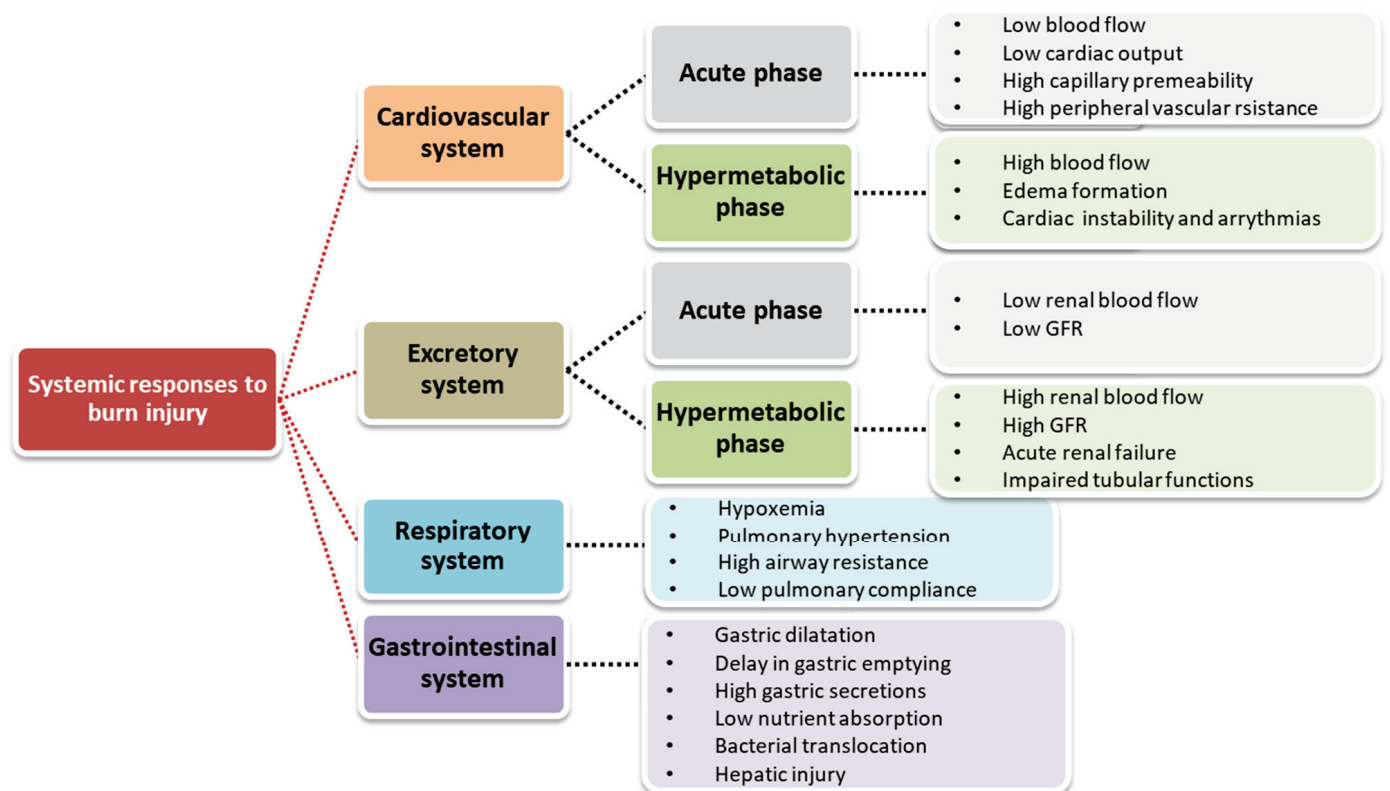 Systemic responses to
burn injury
Cardiovascular
system
Acute phase
Low blood flow
Low cardiac output
High capillary premeability
High peripheral vascular rsistance
Hypermetabolic
phase
High blood flow
Edema formation
Cardiac instability and arrythmias
Excretory
system
Acute phase
Low renal blood flow
Low GFR
Hypermetabolic
phase
High renal blood flow
High GFR
Acute renal failure
Impaired tubular functions
Respiratory
system
Hypoxemia
Pulmonary hypertension
High airway resistance
Low pulmonary compliance
Gastrointestinal
system
Gastric dilatation
Delay in gastric emptying
High gastric secretions
Low nutrient absorption
Bacterial translocation
Hepatic injury